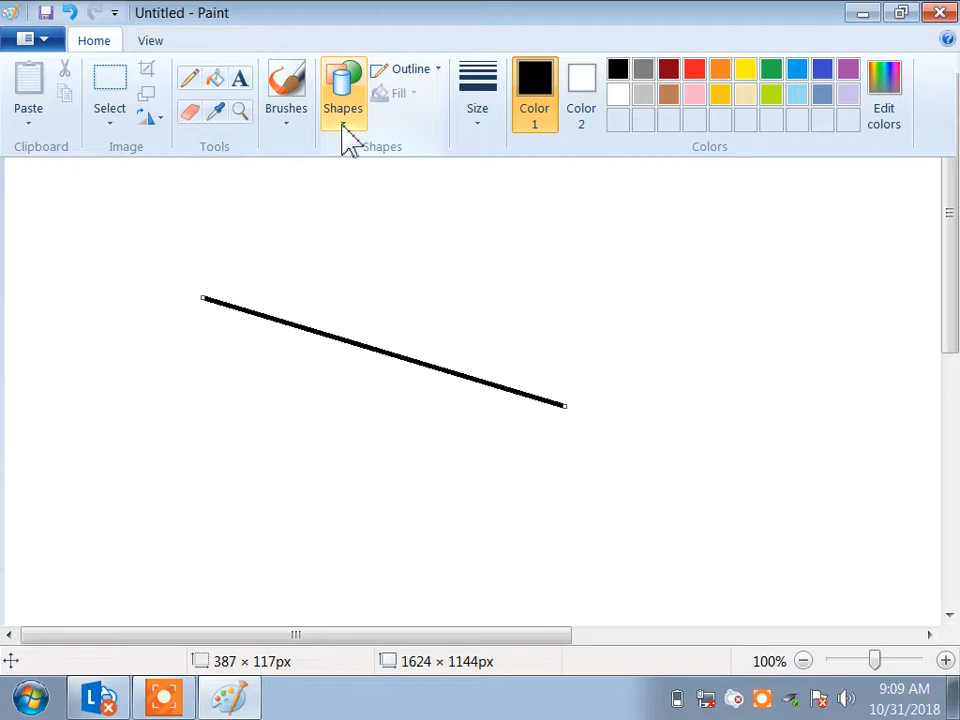 Untitled - Paint
Home View
Paste
Select
Brushes
Shapes
Outline
Fill
Size
Color
1
Color
2
Edit
colors
Clipboard
Image
Tools
Shapes
Colors
387 × 117px
1624 × 1144px
100%
9:09 AM
10/31/2018